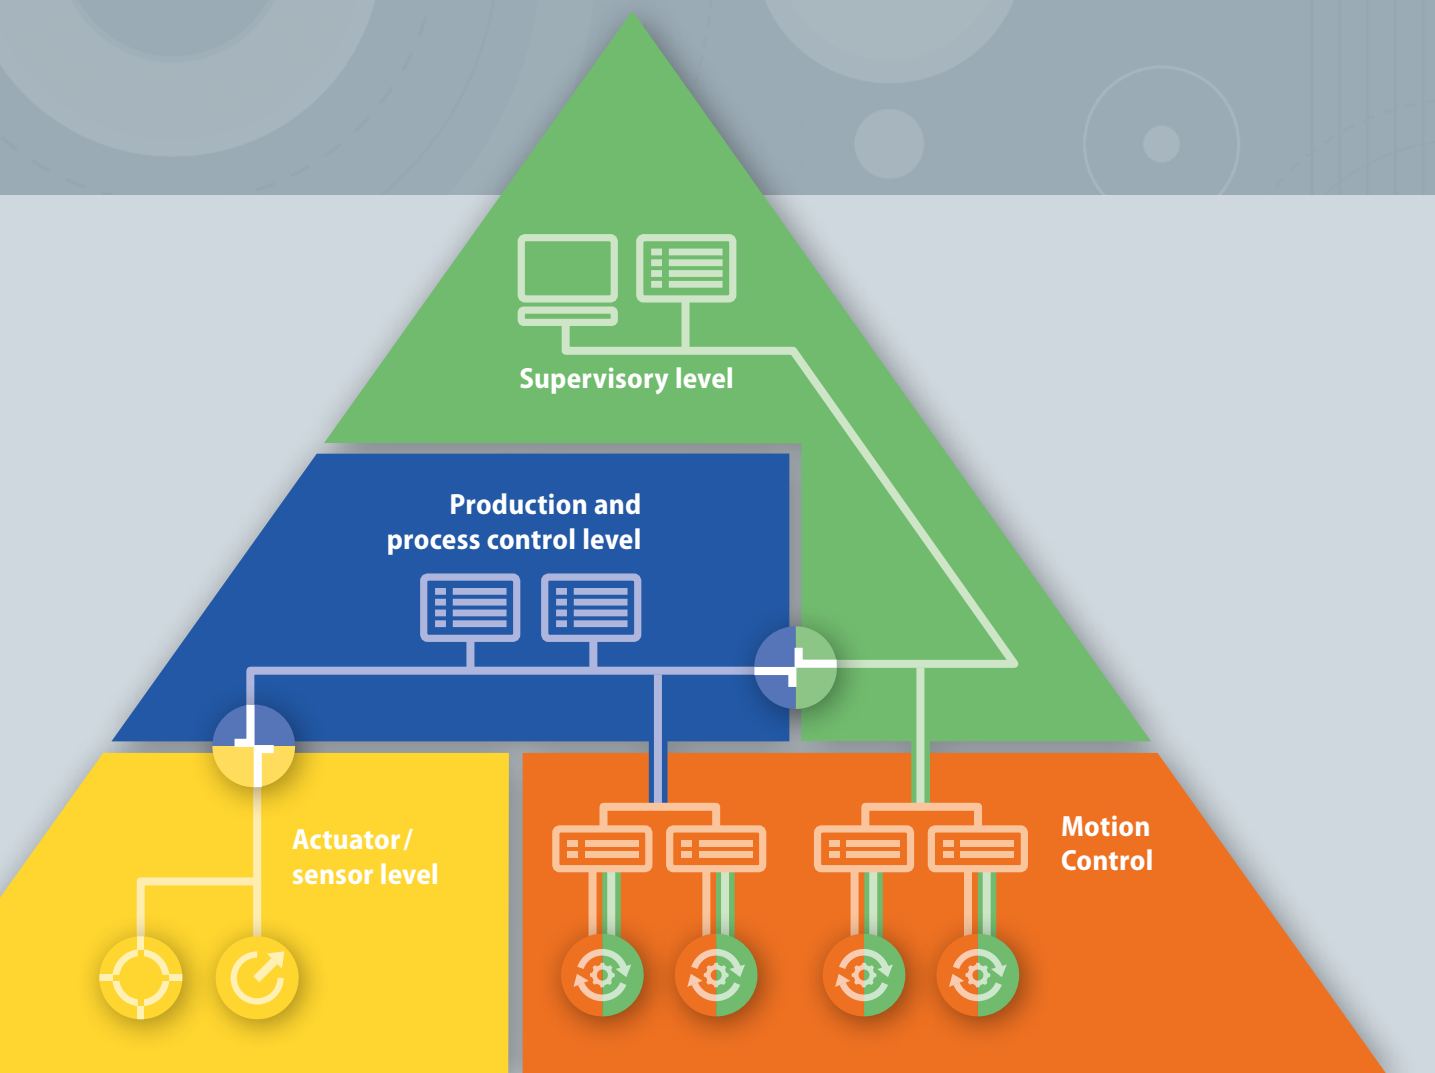 Supervisory level
Production and
process control level
Actuator/
sensor level
Motion
Control